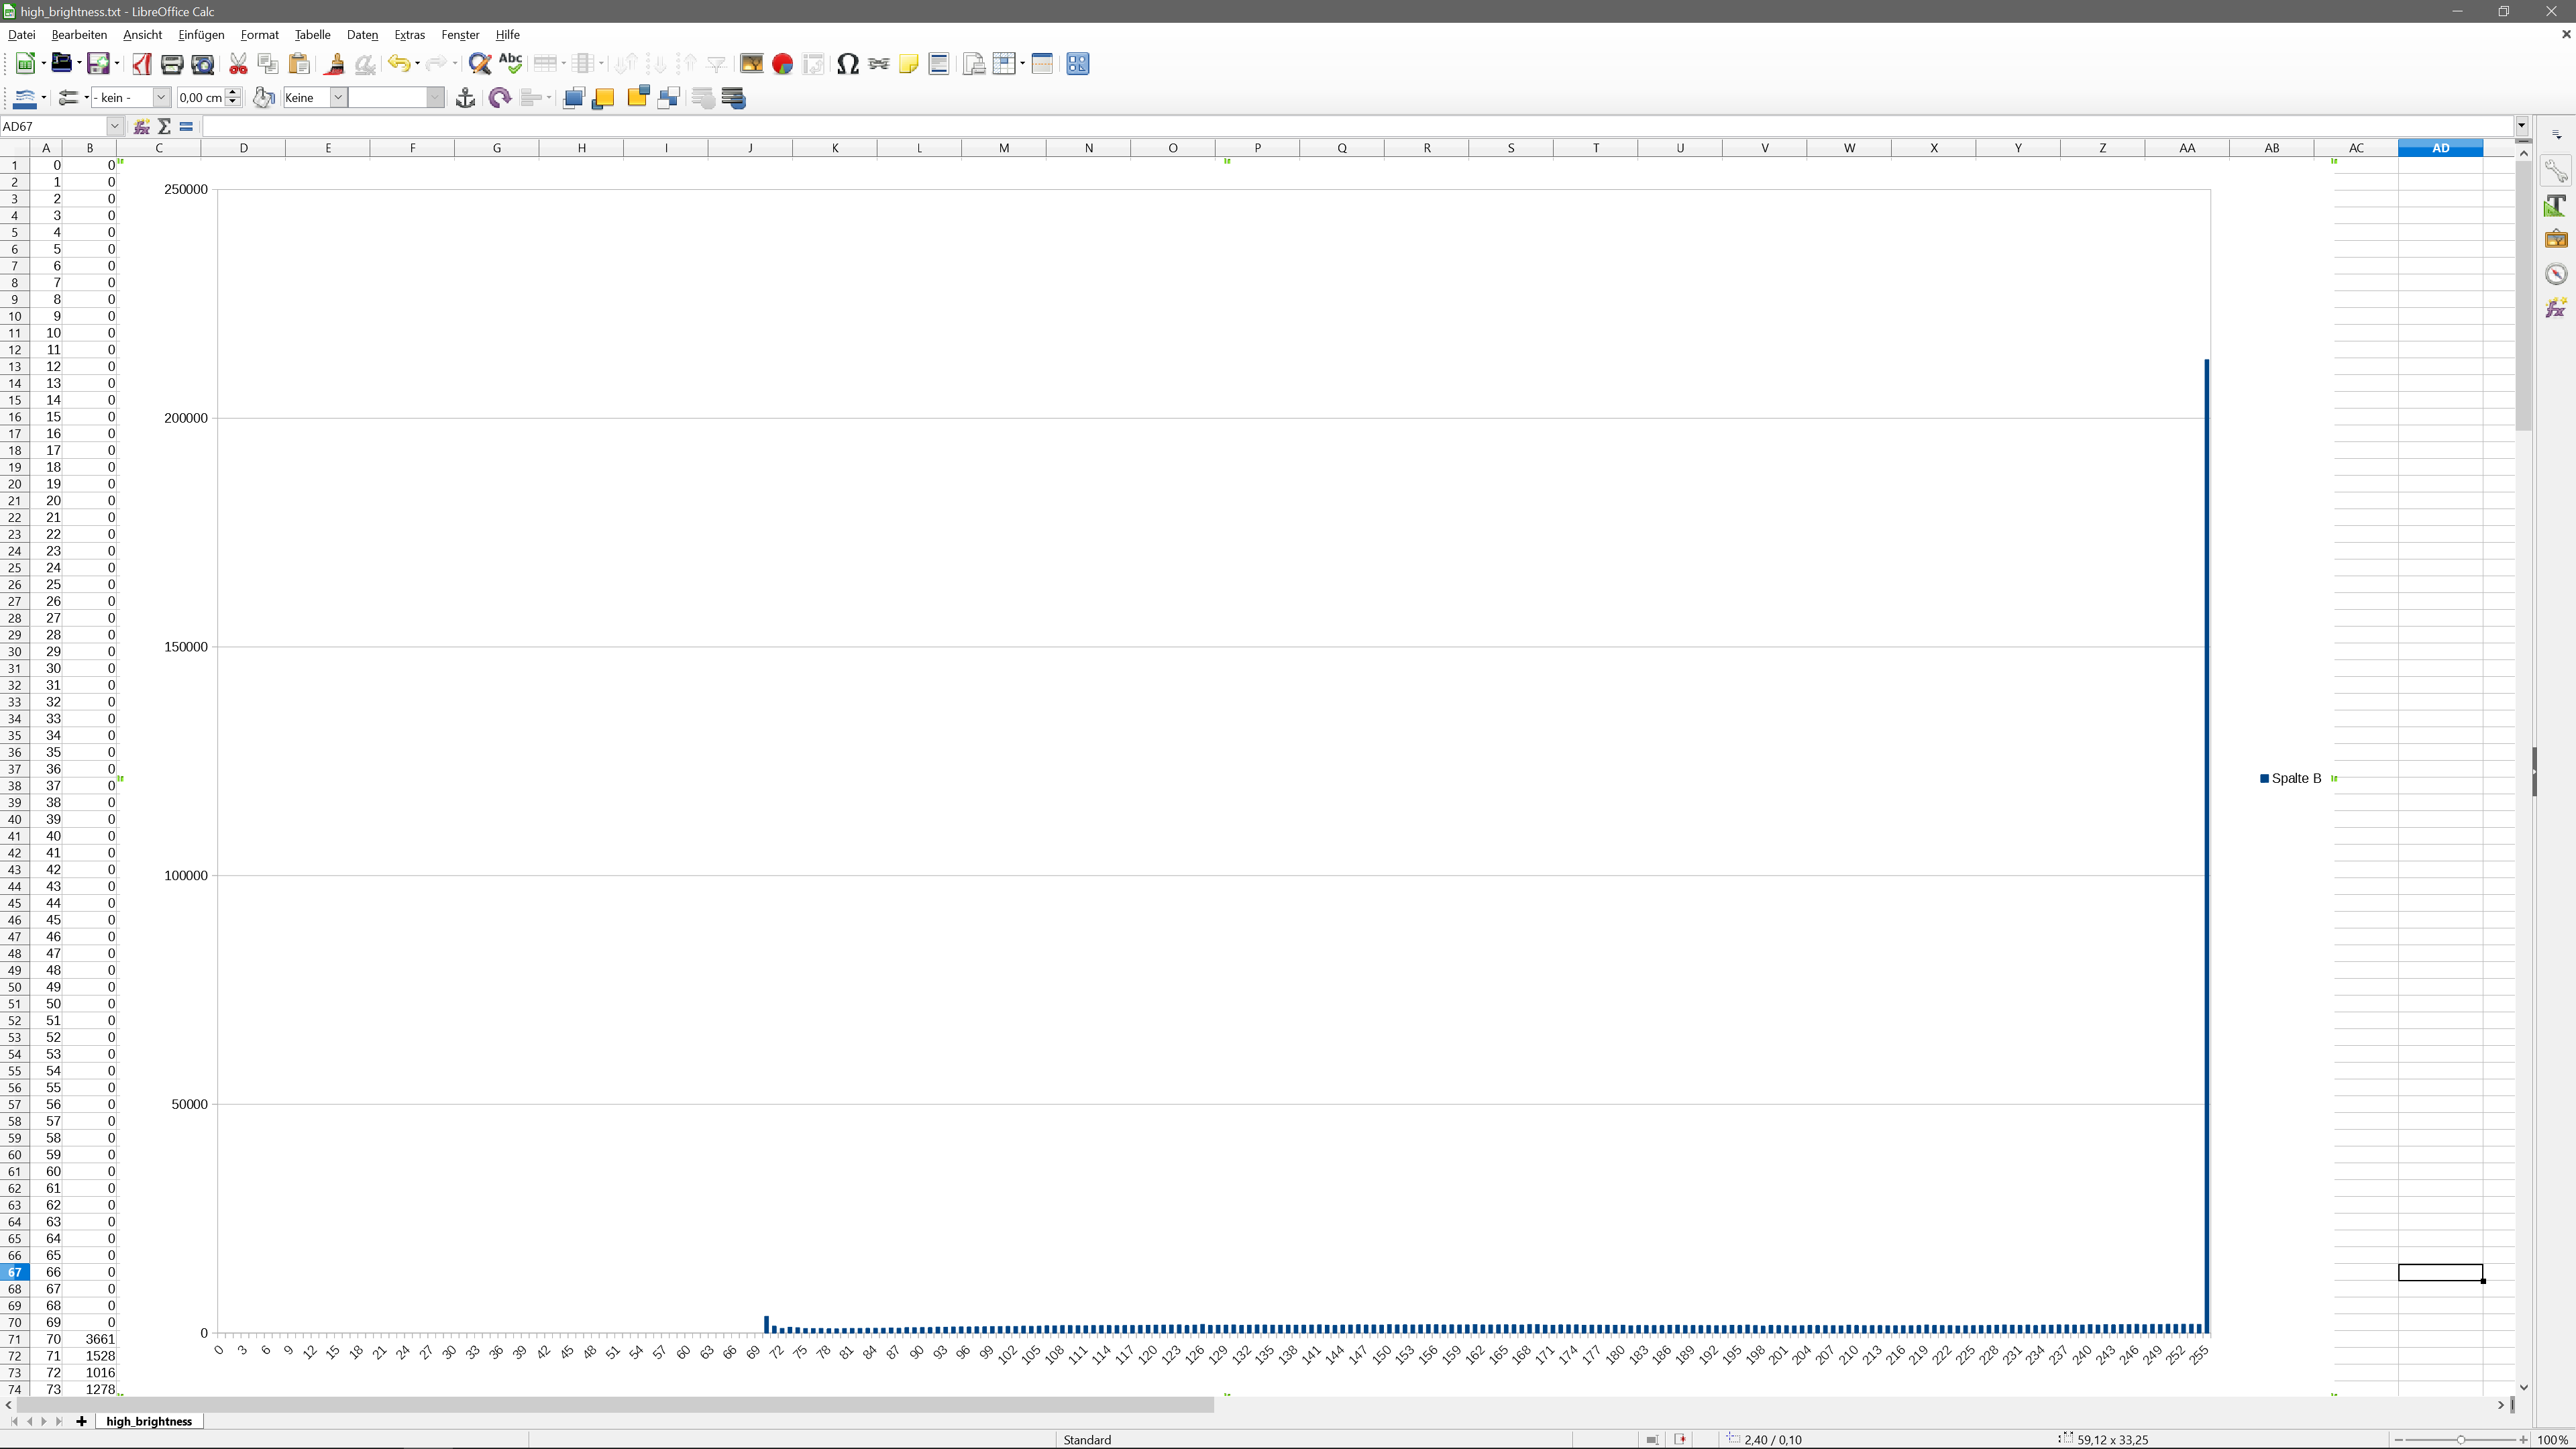 high_brightness.txt - LibreOffice Calc
Datei Bearbeiten Ansicht Einfügen Format Tabelle Daten Extras Fenster Hilfe
Abc
- kein - 0,00 cm Keine
AD67
A B C D E F G H I J K L M N O P Q R S T U V W X Y Z AA AB AC AD
1 0 0
2 1 0
3 2 0
4 3 0
5 4 0
6 5 0
7 6 0
8 7 0
9 8 0
10 9 0
11 10 0
12 11 0
13 12 0
14 13 0
15 14 0
16 15 0
17 16 0
18 17 0
19 18 0
20 19 0
21 20 0
22 21 0
23 22 0
24 23 0
25 24 0
26 25 0
27 26 0
28 27 0
29 28 0
30 29 0
31 30 0
32 31 0
33 32 0
34 33 0
35 34 0
36 35 0
37 36 0
38 37 0
39 38 0
40 39 0
41 40 0
42 41 0
43 42 0
44 43 0
45 44 0
46 45 0
47 46 0
48 47 0
49 48 0
50 49 0
51 50 0
52 51 0
53 52 0
54 53 0
55 54 0
56 55 0
57 56 0
58 57 0
59 58 0
60 59 0
61 60 0
62 61 0
63 62 0
64 63 0
65 64 0
66 65 0
67 66 0
68 67 0
69 68 0
70 69 0
71 70 3661
72 71 1528
73 72 1016
74 73 1278
250000
200000
150000
100000
50000
0
0 3 6 9 12 15 18 21 24 27 30 33 36 39 42 45 48 51 54 57 60 63 66 69 72 75 78 81 84 87 90 93 96 99 102 105 108 111 114 117 120 123 126 129 132 135 138 141 144 147 150 153 156 159 162 165 168 171 174 177 180 183 186 189 192 195 198 201 204 207 210 213 216 219 222 225 228 231 234 237 240 243 246 249 252 255
Spalte B
high_brightness
Standard 2,40 / 0,10 59,12 x 33,25 100%